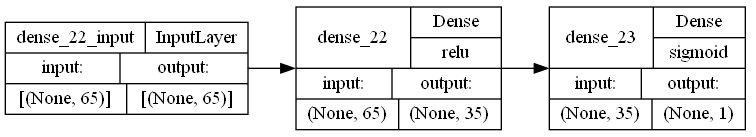 dense_22_input InputLayer
input: output:
[(None, 65)] [(None, 65)]
dense_22 Dense
relu
input: output:
(None, 65) (None, 35)
dense_23 Dense
sigmoid
input: output:
(None, 35) (None, 1)